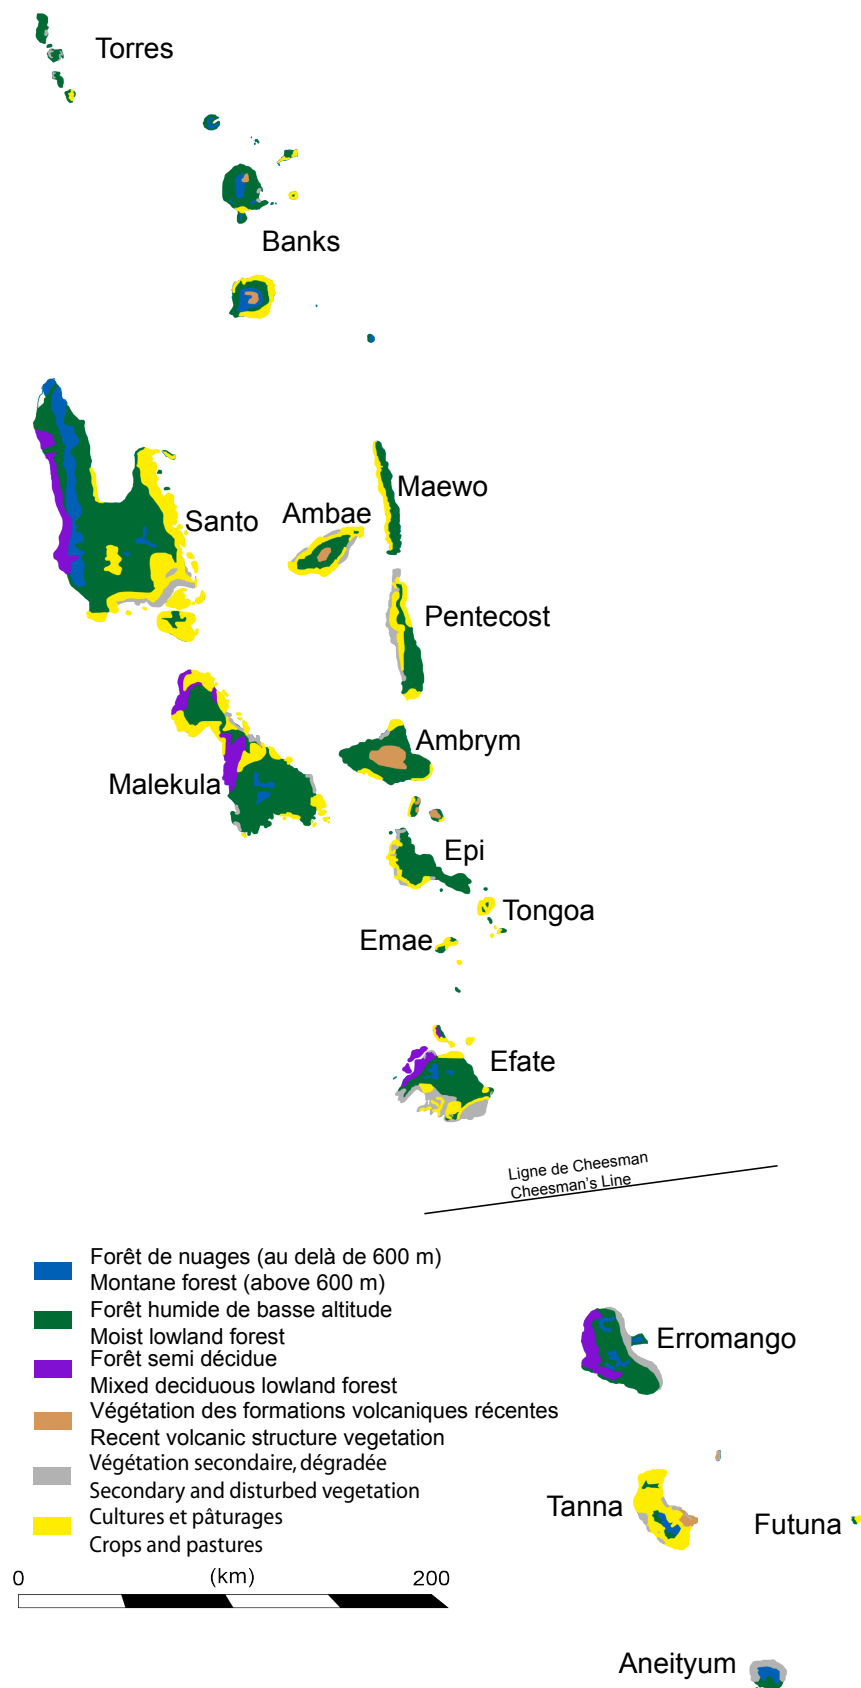 Torres
Banks
Maewo
Ambae
Santo
Pentecost
Ambrym
Malekula
Epi
Tongoa
Emae
Efate
Ligne de Cheesman
Cheesman's Line
Forêt de nuages (au delà de 600 m)
Montane forest (above 600 m)
Forêt humide de basse altitude
Moist lowland forest
Forêt semi décidue
Mixed deciduous lowland forest
Végétation des formations volcaniques récentes
Recent volcanic structure vegetation
Végétation secondaire, dégradée
Secondary and disturbed vegetation
Cultures et pâturages
Crops and pastures
Erromango
Tanna
Futuna
0 (km) 200
Aneityum